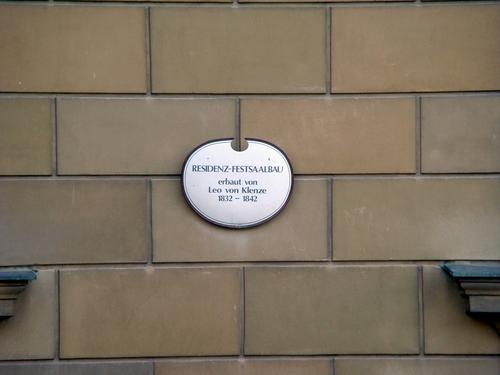 RESIDENZ-FESTSAALBAU
erbaut von
Leo von Klenze
1832 – 1842